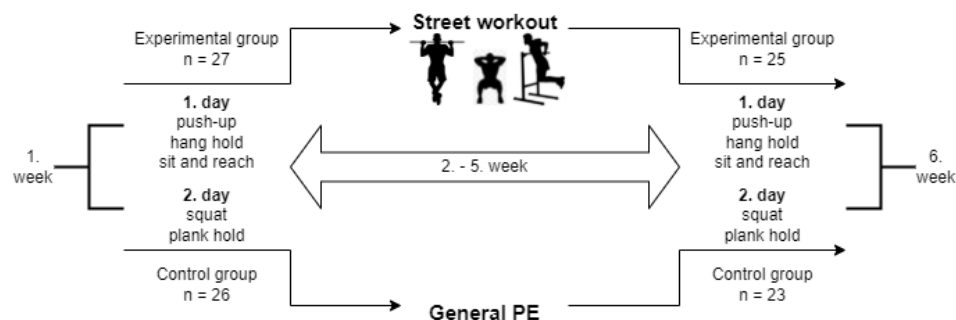 Street workout
Experimental group
n = 27
Experimental group
n = 25
1. day
push-up
hang hold
sit and reach
1. day
push-up
hang hold
sit and reach
1.
week
2. - 5. week
6.
week
2. day
squat
plank hold
2. day
squat
plank hold
Control group
n = 26
Control group
n = 23
General PE